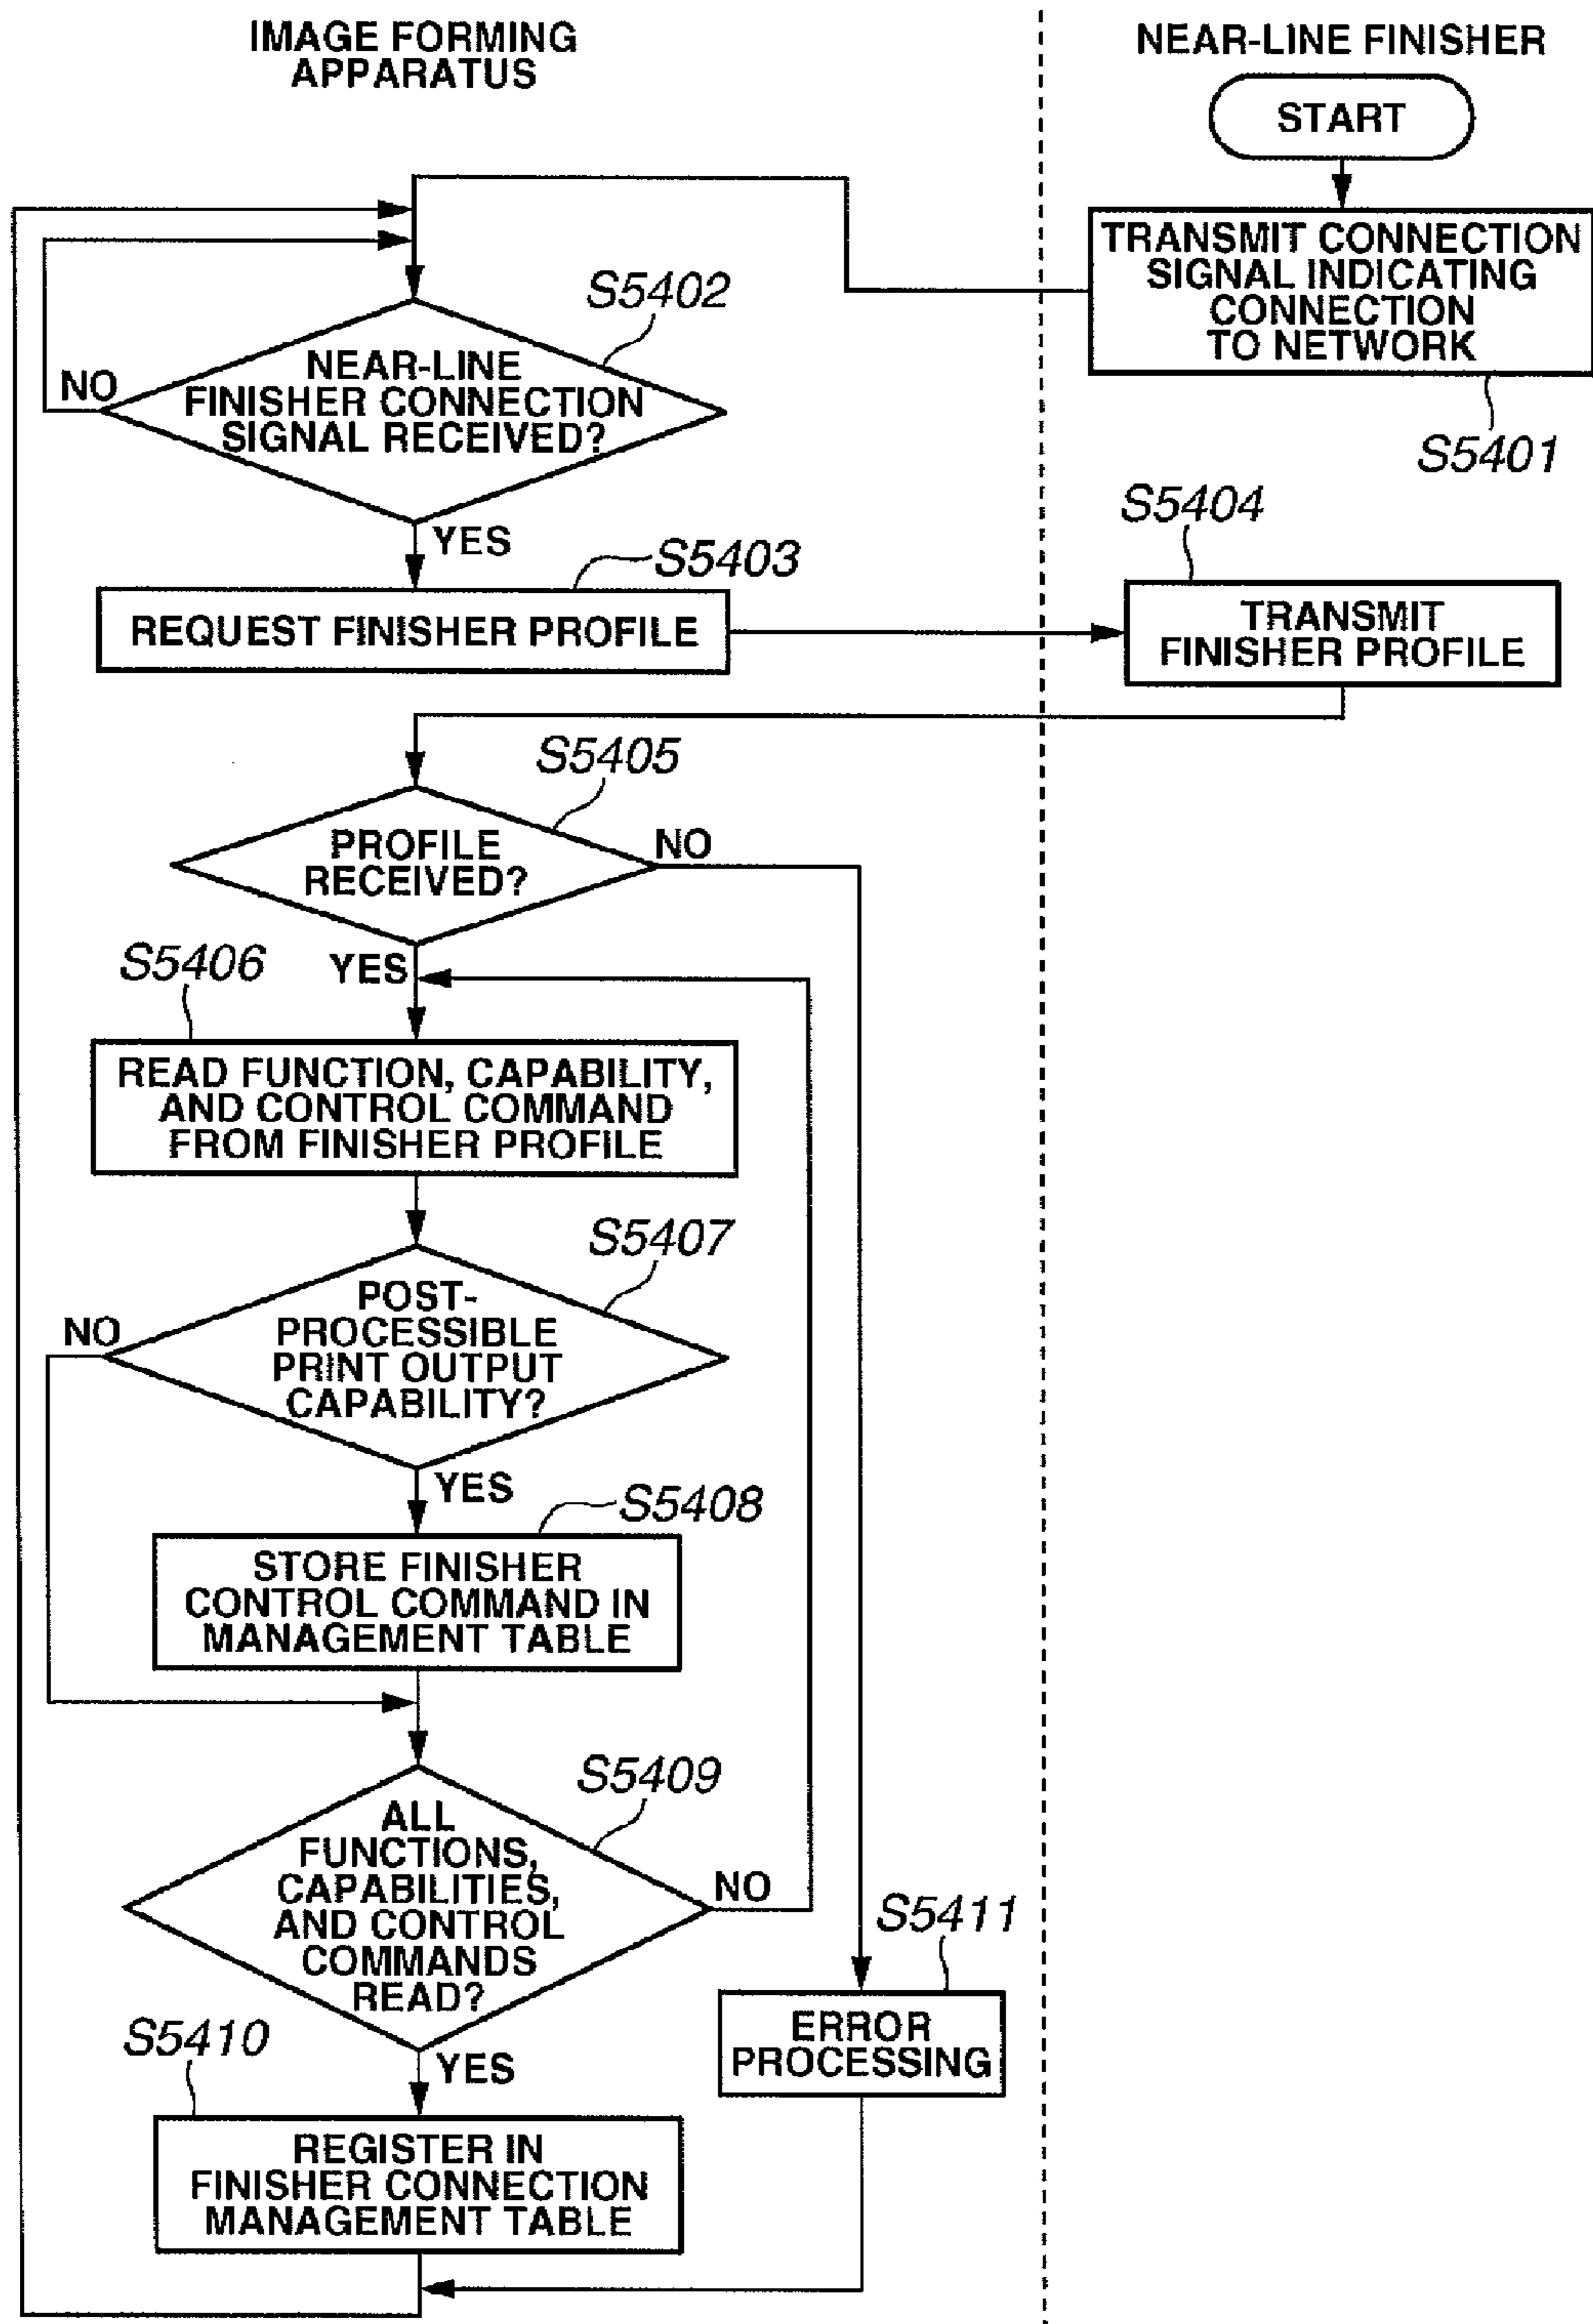 IMAGE FORMING
APPARATUS
NEAR-LINE FINISHER
START
TRANSMIT CONNECTION
SIGNAL INDICATING
CONNECTION
TO NETWORK
S5401
S5402
NEAR-LINE
FINISHER CONNECTION
SIGNAL RECEIVED?
NO
YES
S5403
REQUEST FINISHER PROFILE
S5404
TRANSMIT
FINISHER PROFILE
S5405
PROFILE
RECEIVED?
NO
YES
S5406
READ FUNCTION, CAPABILITY,
AND CONTROL COMMAND
FROM FINISHER PROFILE
S5407
POST-
PROCESSIBLE
PRINT OUTPUT
CAPABILITY?
NO
YES
S5408
STORE FINISHER
CONTROL COMMAND IN
MANAGEMENT TABLE
S5409
ALL
FUNCTIONS,
CAPABILITIES,
AND CONTROL
COMMANDS
READ?
NO
YES
S5411
ERROR
PROCESSING
S5410
REGISTER IN
FINISHER CONNECTION
MANAGEMENT TABLE